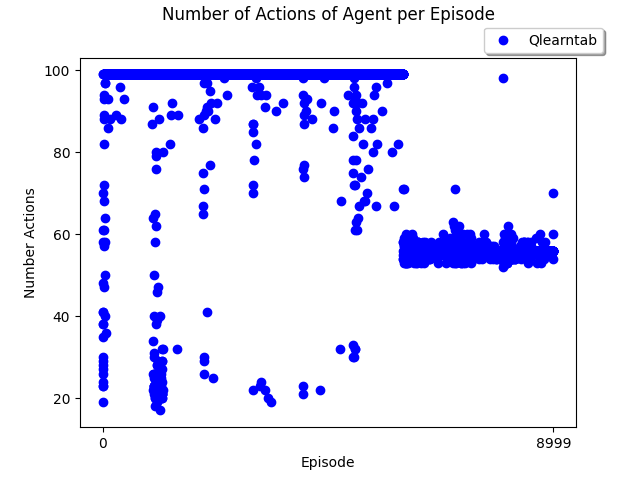 Number of Actions of Agent per Episode
Qlearntab
100
80
60
40
20
Number Actions
0
8999
Episode